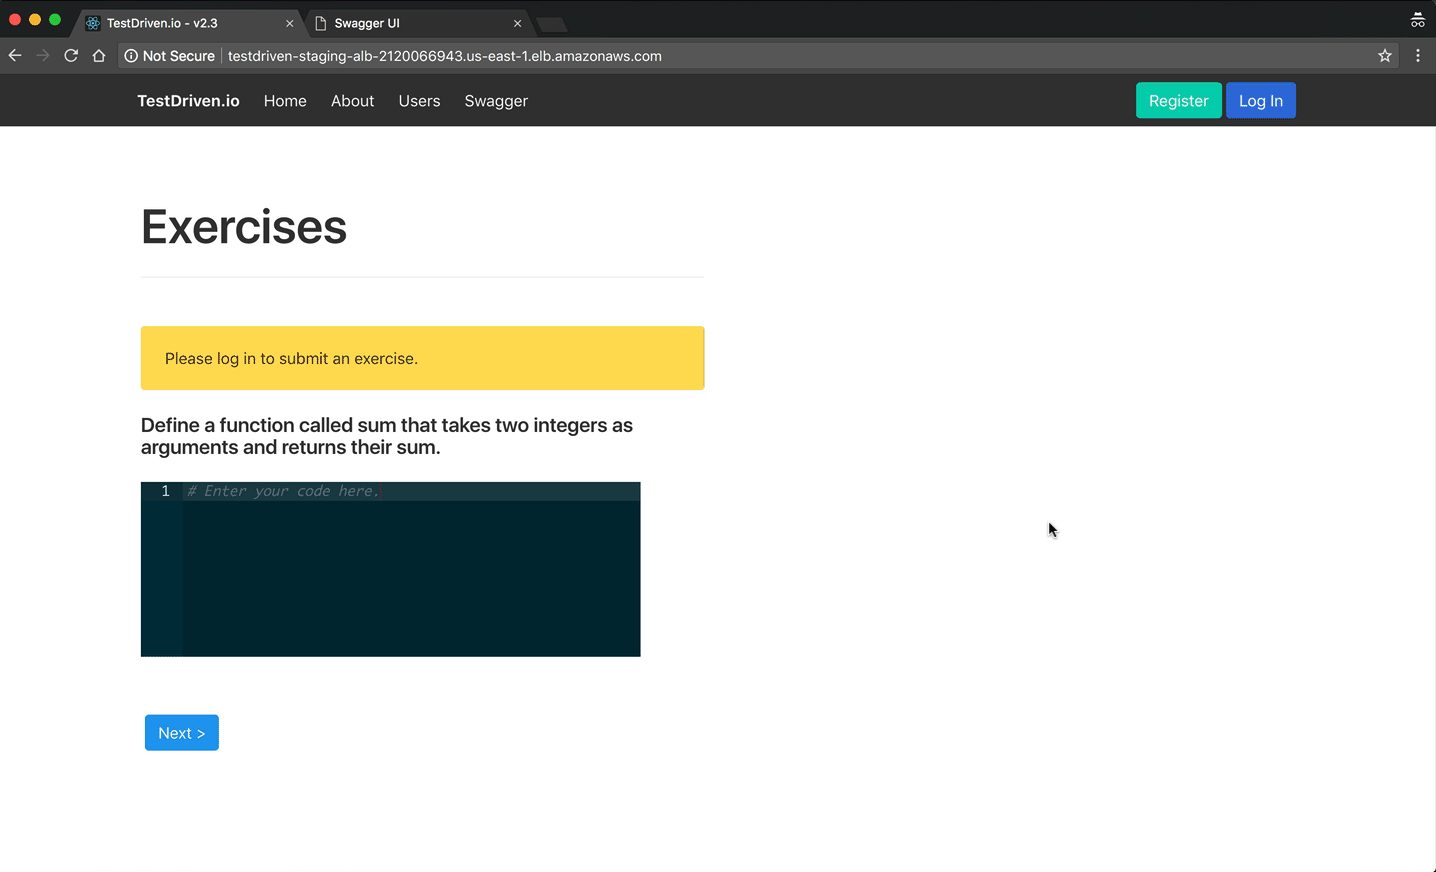 TestDriven.io - v2.3
Swagger UI
Not Secure testdriven-staging-alb-2120066943.us-east-1.elb.amazonaws.com
TestDriven.io Home About Users Swagger Register Log In
Exercises
Please log in to submit an exercise.
Define a function called sum that takes two integers as
arguments and returns their sum.
1 # Enter your code here.
Next >